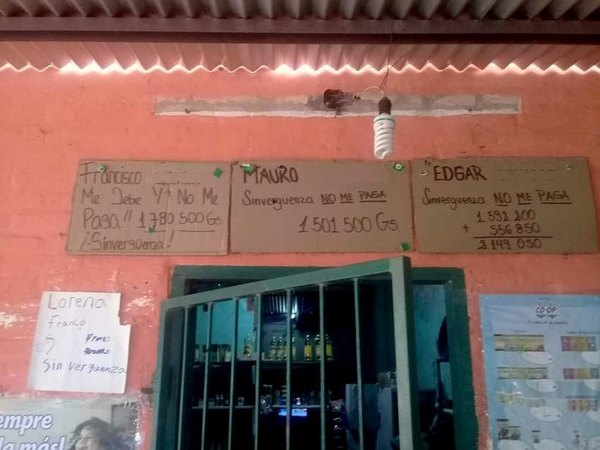 Francisco
Me Debe Y No Me
Paga!! 1.780.500 Gs
¡-Sinvergüenza!
MAURO
Sinverguenza NO ME PAGA
1.501.500 Gs
"EDGAR
Sinverguenza NO ME PAGA
1.592.200
+ 556.850
2.149.050
Lorena
Franco
S
Sin verguenza
CO-OP
empre
la más!